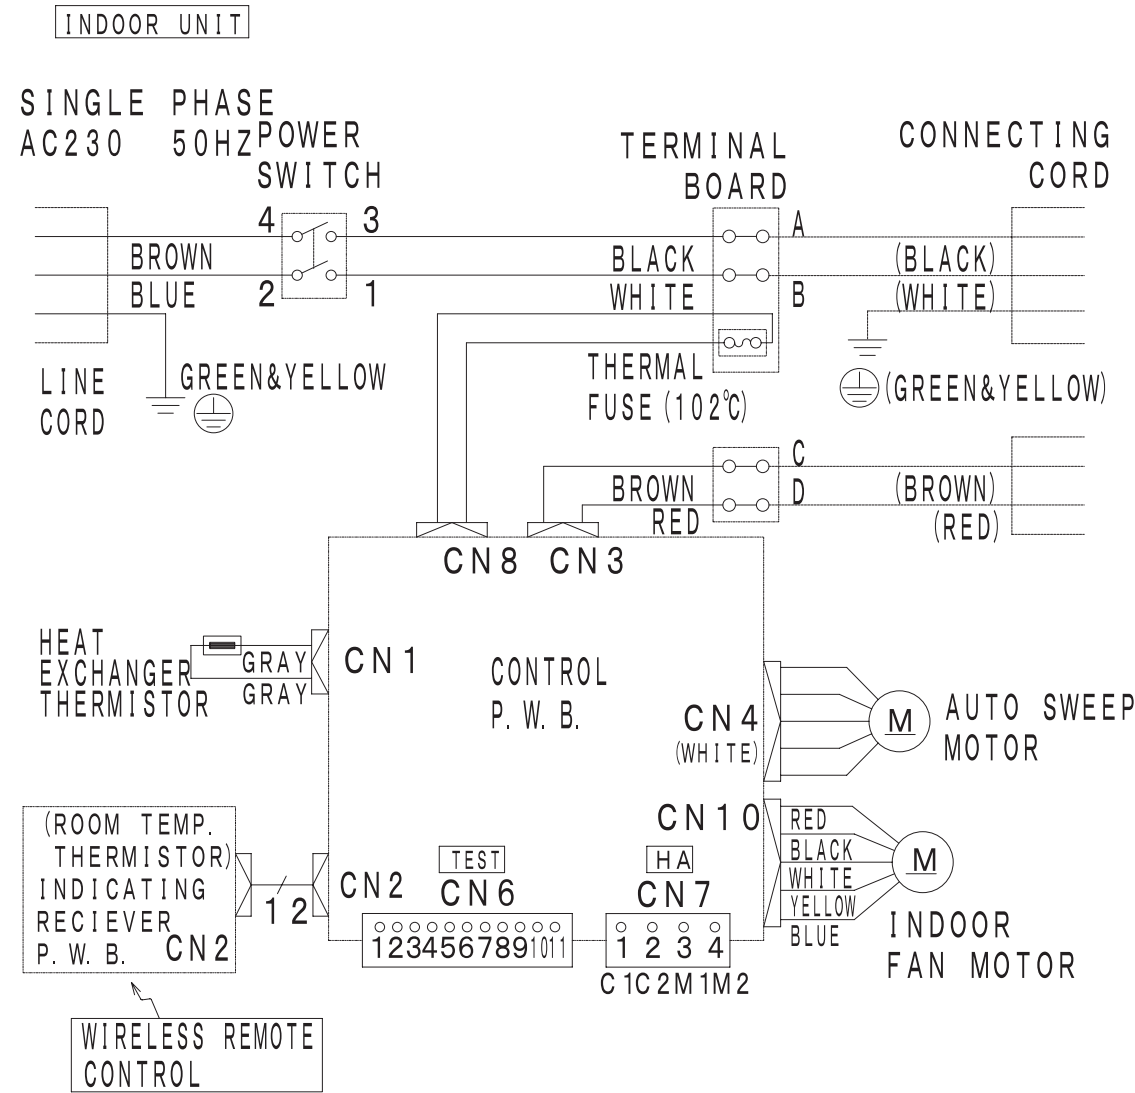 INDOOR UNIT
SINGLE PHASE
AC230 50HZ
POWER
SWITCH
TERMINAL
BOARD
CONNECTING
CORD
4 3
2 1
BROWN
BLUE
BLACK
WHITE
A
B
(BLACK)
(WHITE)
LINE
CORD
GREEN&YELLOW
THERMAL
FUSE (102℃)
(GREEN&YELLOW)
BROWN
RED
C
D
(BROWN)
(RED)
CN8 CN3
HEAT
EXCHANGER
THERMISTOR
GRAY
GRAY
CN1
CONTROL
P. W. B.
CN4
(WHITE)
M
AUTO SWEEP
MOTOR
(ROOM TEMP.
THERMISTOR)
INDICATING
RECIEVER
P. W. B.
CN2
12
CN2
TEST
CN6
1234567891011
HA
CN7
1 2 3 4
C1C2M1M2
CN10
RED
BLACK
WHITE
YELLOW
BLUE
M
INDOOR
FAN MOTOR
WIRELESS REMOTE
CONTROL